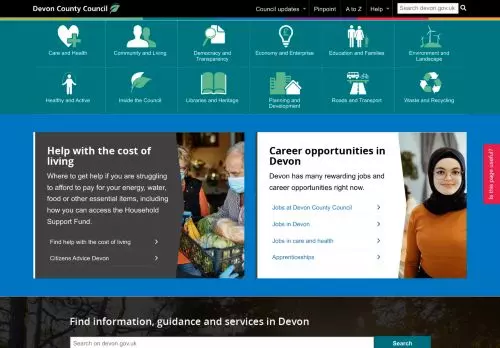 Devon County Council
Council updates
Pinpoint
A to Z
Help
Search devon.gov.uk
Care and Health
Community and Living
Democracy and
Transparency
Economy and Enterprise
Education and Families
Environment and
Landscape
Healthy and Active
Inside the Council
Libraries and Heritage
Planning and
Development
Roads and Transport
Waste and Recycling
Help with the cost of
living
Where to get help if you are struggling
to afford to pay for your energy, water,
food or other essential items, including
how you can access the Household
Support Fund.
Find help with the cost of living
Citizens Advice Devon
Career opportunities in
Devon
Devon has many rewarding jobs and
career opportunities right now.
Jobs at Devon County Council
Jobs in Devon
Jobs in care and health
Apprenticeships
Is this page useful?
Find information, guidance and services in Devon
Search on devon.gov.uk
Search